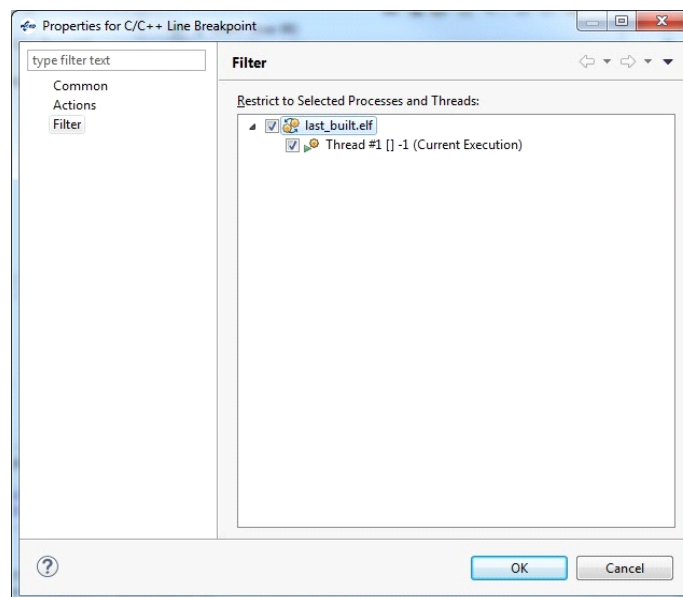 Properties for C/C++ Line Breakpoint
type filter text
Common
Actions
Filter
Filter
Restrict to Selected Processes and Threads:
last_built.elf
Thread #1 [] -1 (Current Execution)
OK
Cancel